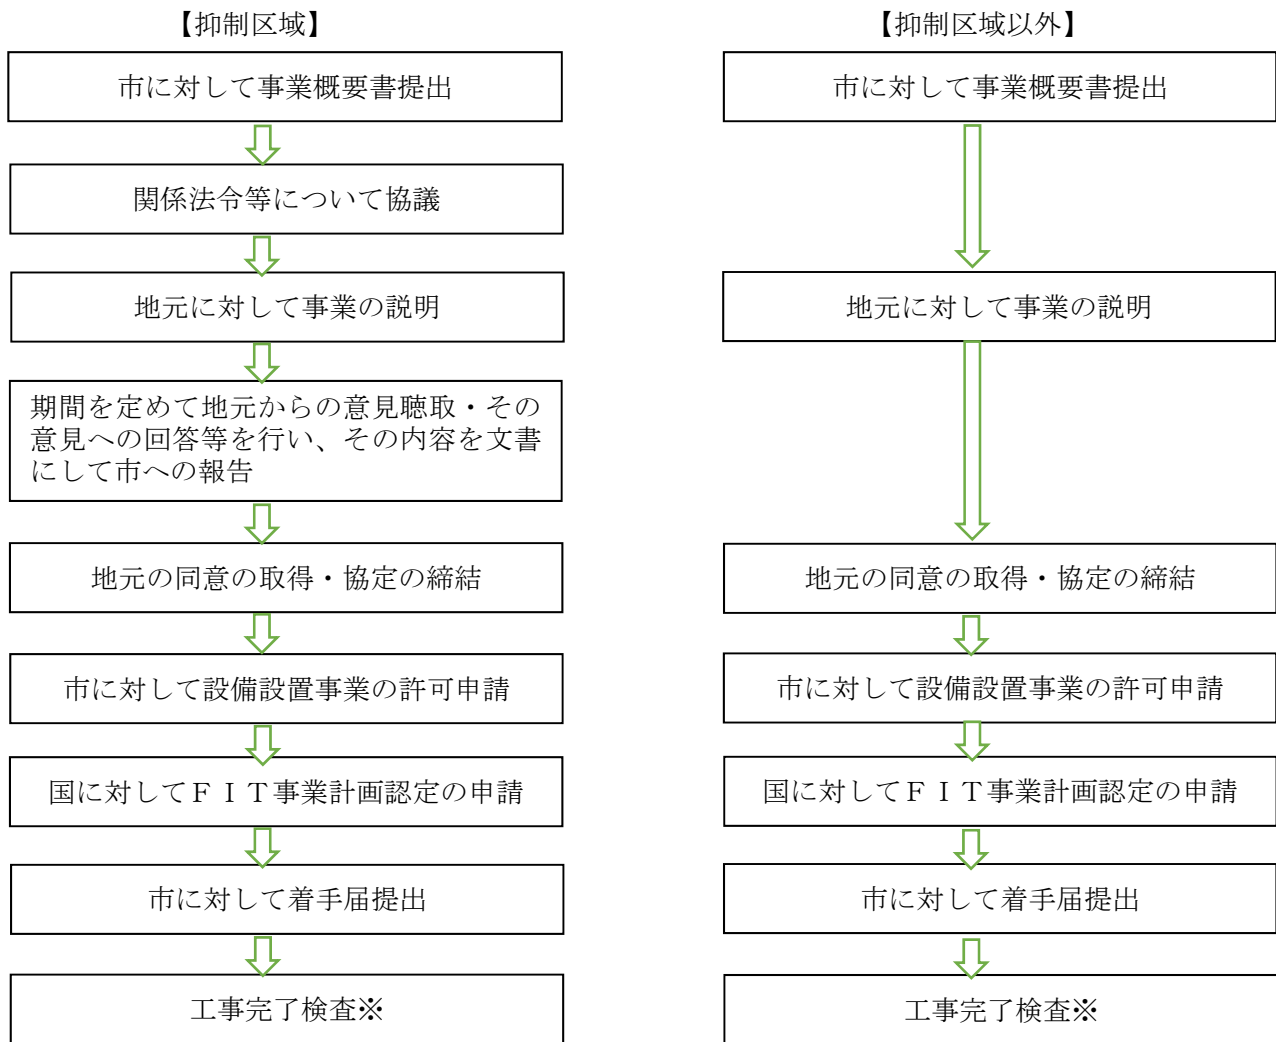 【抑制区域】
市に対して事業概要書提出
関係法令等について協議
地元に対して事業の説明
期間を定めて地元からの意見聴取・その
意見への回答等を行い、その内容を文書
にして市への報告
地元の同意の取得・協定の締結
市に対して設備設置事業の許可申請
国に対してＦＩＴ事業計画認定の申請
市に対して着手届提出
工事完了検査※
【抑制区域以外】
市に対して事業概要書提出
地元に対して事業の説明
地元の同意の取得・協定の締結
市に対して設備設置事業の許可申請
国に対してＦＩＴ事業計画認定の申請
市に対して着手届提出
工事完了検査※